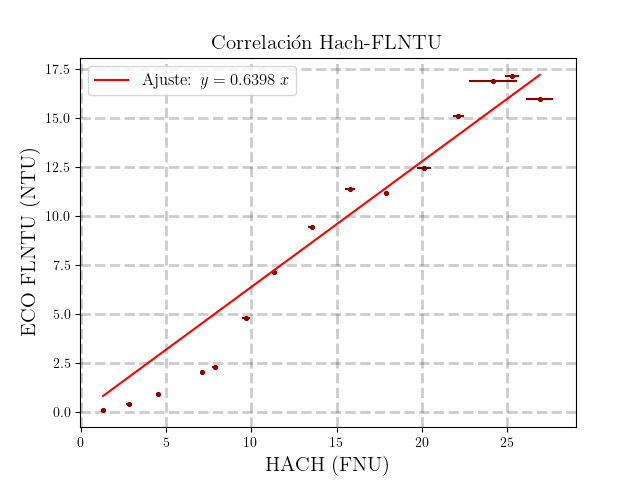 Correlación Hach-FLNTU
Ajuste: y = 0.6398 x
ECO FLNTU (NTU)
17.5
15.0
12.5
10.0
7.5
5.0
2.5
0.0
0 5 10 15 20 25
HACH (FNU)